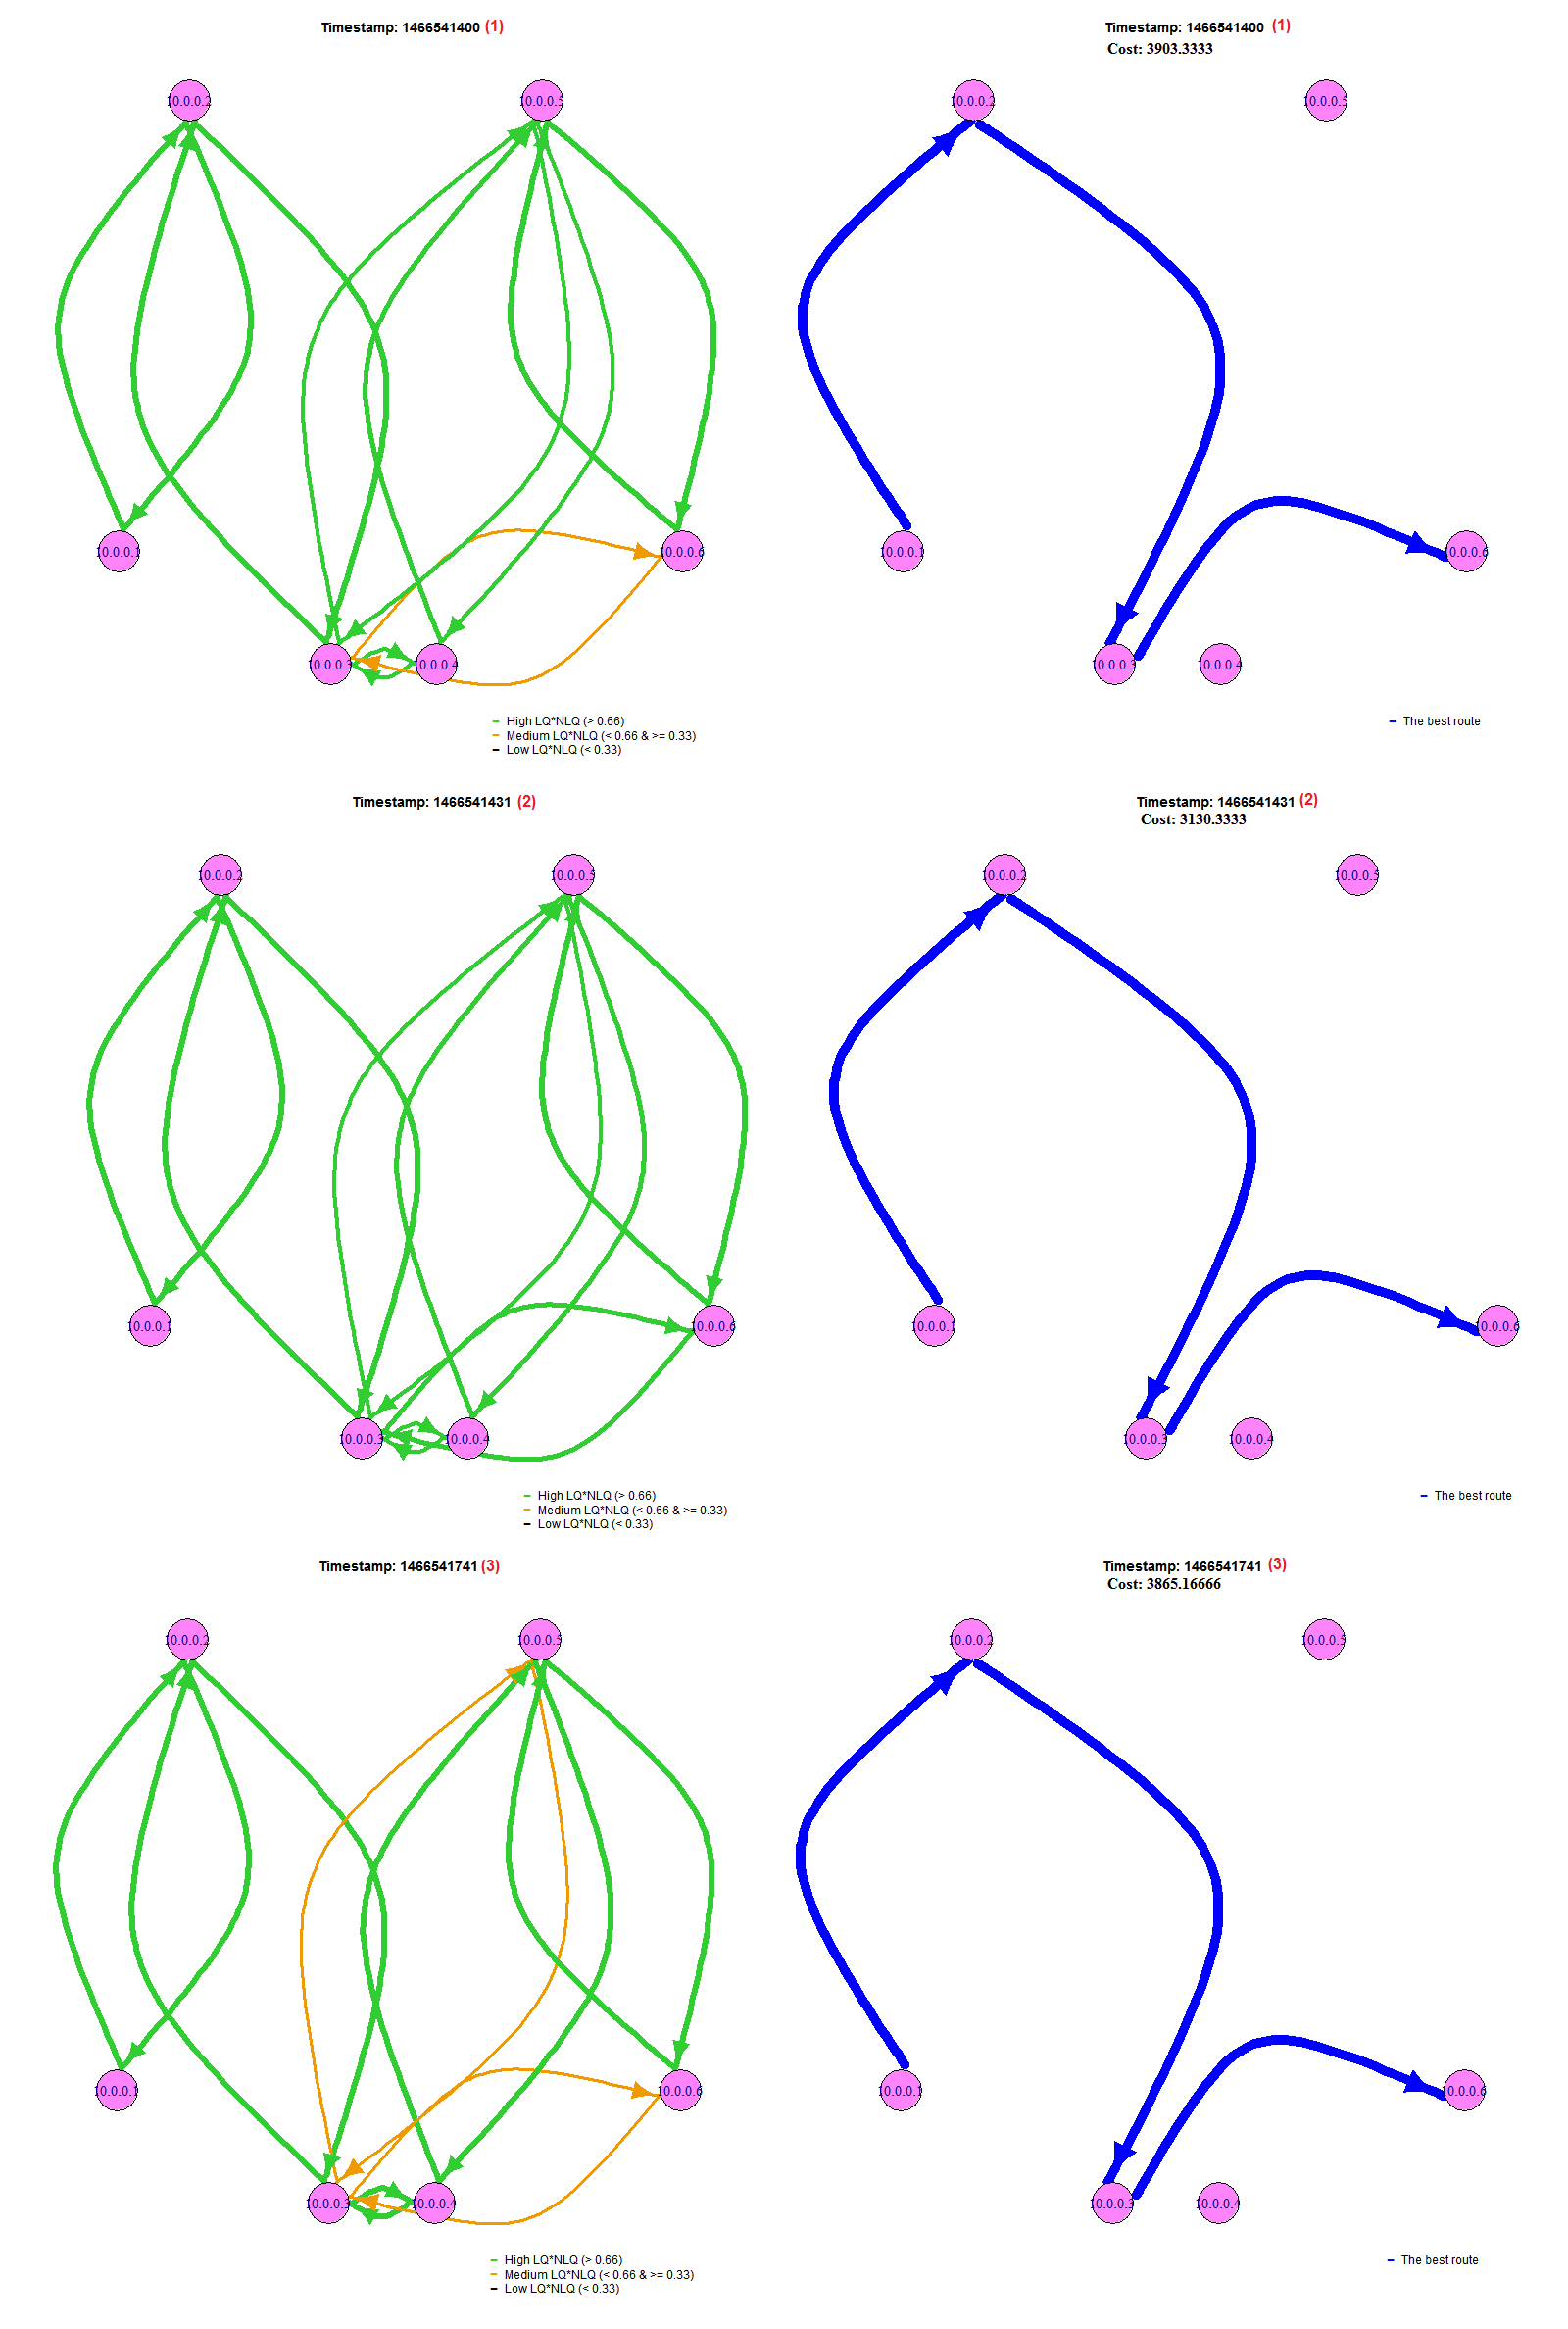 Timestamp: 1466541400 (1)
Timestamp: 1466541400 (1)
Cost: 3903.3333
10.0.0.2
10.0.0.5
10.0.0.2
10.0.0.5
10.0.0.1
10.0.0.6
10.0.0.1
10.0.0.6
10.0.0.3
10.0.0.4
10.0.0.3
10.0.0.4
High LQ*NLQ (> 0.66)
Medium LQ*NLQ (< 0.66 & >= 0.33)
Low LQ*NLQ (< 0.33)
The best route
Timestamp: 1466541431 (2)
Timestamp: 1466541431 (2)
Cost: 3130.3333
10.0.0.2
10.0.0.5
10.0.0.2
10.0.0.5
10.0.0.1
10.0.0.6
10.0.0.1
10.0.0.6
10.0.0.3
10.0.0.4
10.0.0.3
10.0.0.4
High LQ*NLQ (> 0.66)
Medium LQ*NLQ (< 0.66 & >= 0.33)
Low LQ*NLQ (< 0.33)
The best route
Timestamp: 1466541741 (3)
Timestamp: 1466541741 (3)
Cost: 3865.16666
10.0.0.2
10.0.0.5
10.0.0.2
10.0.0.5
10.0.0.1
10.0.0.6
10.0.0.1
10.0.0.6
10.0.0.3
10.0.0.4
10.0.0.3
10.0.0.4
High LQ*NLQ (> 0.66)
Medium LQ*NLQ (< 0.66 & >= 0.33)
Low LQ*NLQ (< 0.33)
The best route